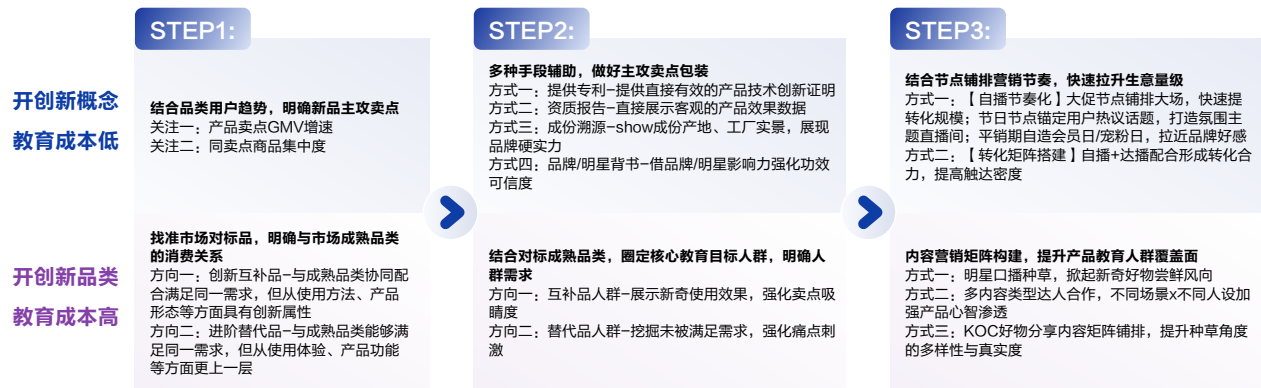 STEP1:
STEP2:
STEP3:
开创新概念
教育成本低
结合品类用户趋势，明确新品主攻卖点
关注一：产品卖点GMV增速
关注二：同卖点商品集中度
多种手段辅助，做好主攻卖点包装
方式一：提供专利–提供直接有效的产品技术创新证明
方式二：资质报告–直接展示客观的产品效果数据
方式三：成份溯源–show成份产地、工厂实景，展现
品牌硬实力
方式四：品牌/明星背书–借品牌/明星影响力强化功效
可信度
结合节点铺排营销节奏，快速拉升生意量级
方式一：【自播节奏化】大促节点铺排大场，快速提
转化规模；节日节点锚定用户热议话题，打造氛围主
题直播间；平销期自造会员日/宠粉日，拉近品牌好感
方式二：【转化矩阵搭建】自播+达播配合形成转化合
力，提高触达密度
开创新品类
教育成本高
找准市场对标品，明确与市场成熟品类
的消费关系
方向一：创新互补品–与成熟品类协同配
合满足同一需求，但从使用方法、产品
形态等方面具有创新属性
方向二：进阶替代品–与成熟品类能够满
足同一需求，但从使用体验、产品功能
等方面更上一层
结合对标成熟品类，圈定核心教育目标人群，明确人
群需求
方向一：互补品人群–展示新奇使用效果，强化卖点吸
睛度
方向二：替代品人群–挖掘未被满足需求，强化痛点刺
激
内容营销矩阵构建，提升产品教育人群覆盖面
方式一：明星口播种草，掀起新奇好物尝鲜风向
方式二：多内容类型达人合作，不同场景x不同人设加
强产品心智渗透
方式三：KOC好物分享内容矩阵铺排，提升种草角度
的多样性与真实度